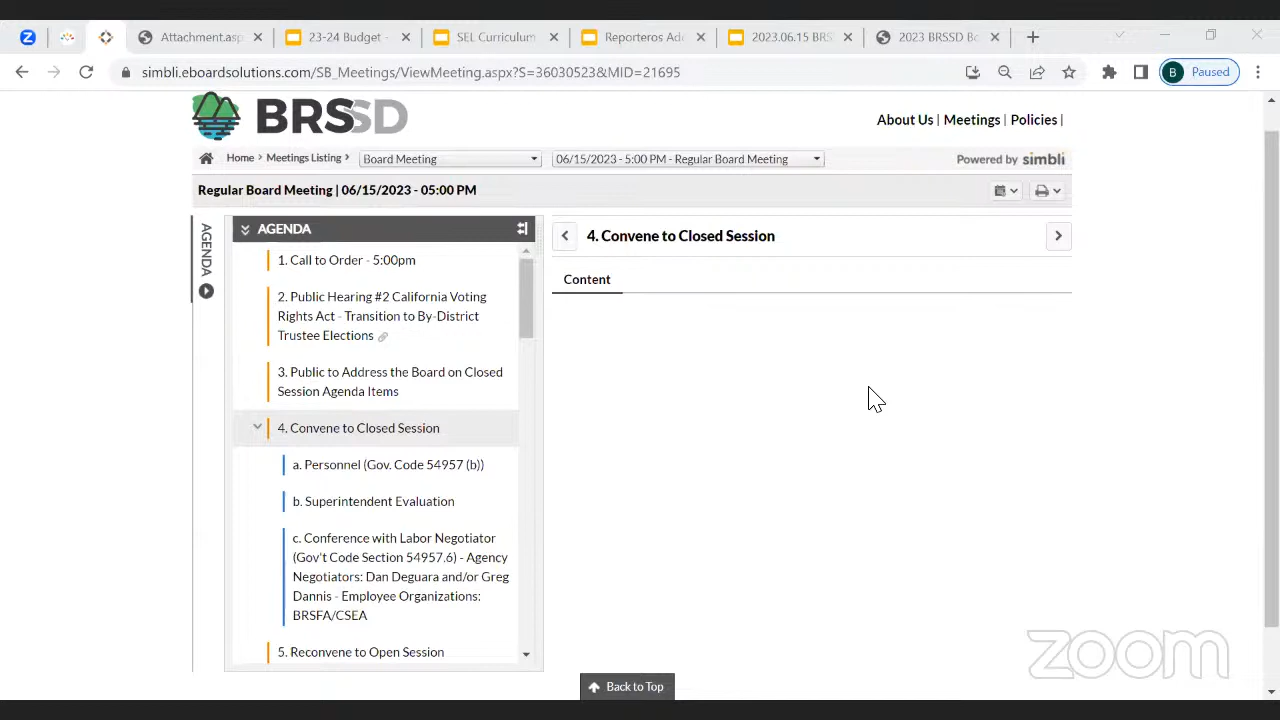 Attachment.asp
23-24 Budget -
SEL Curriculum
Reporteros Ade
2023.06.15 BRS
2023 BRSSD Bo
simbli.eboardsolutions.com/SB_Meetings/ViewMeeting.aspx?S=36030523&MID=21695
B Paused
BRSSD
About Us | Meetings | Policies |
Home > Meetings Listing >
Board Meeting
06/15/2023 - 5:00 PM - Regular Board Meeting
Powered by simbli
Regular Board Meeting | 06/15/2023 - 05:00 PM
AGENDA
AGENDA
1. Call to Order - 5:00pm
2. Public Hearing #2 California Voting
Rights Act - Transition to By-District
Trustee Elections
3. Public to Address the Board on Closed
Session Agenda Items
4. Convene to Closed Session
a. Personnel (Gov. Code 54957 (b))
b. Superintendent Evaluation
c. Conference with Labor Negotiator
(Gov't Code Section 54957.6) - Agency
Negotiators: Dan Deguara and/or Greg
Dannis - Employee Organizations:
BRSFA/CSEA
5. Reconvene to Open Session
4. Convene to Closed Session
Content
Back to Top
zoom